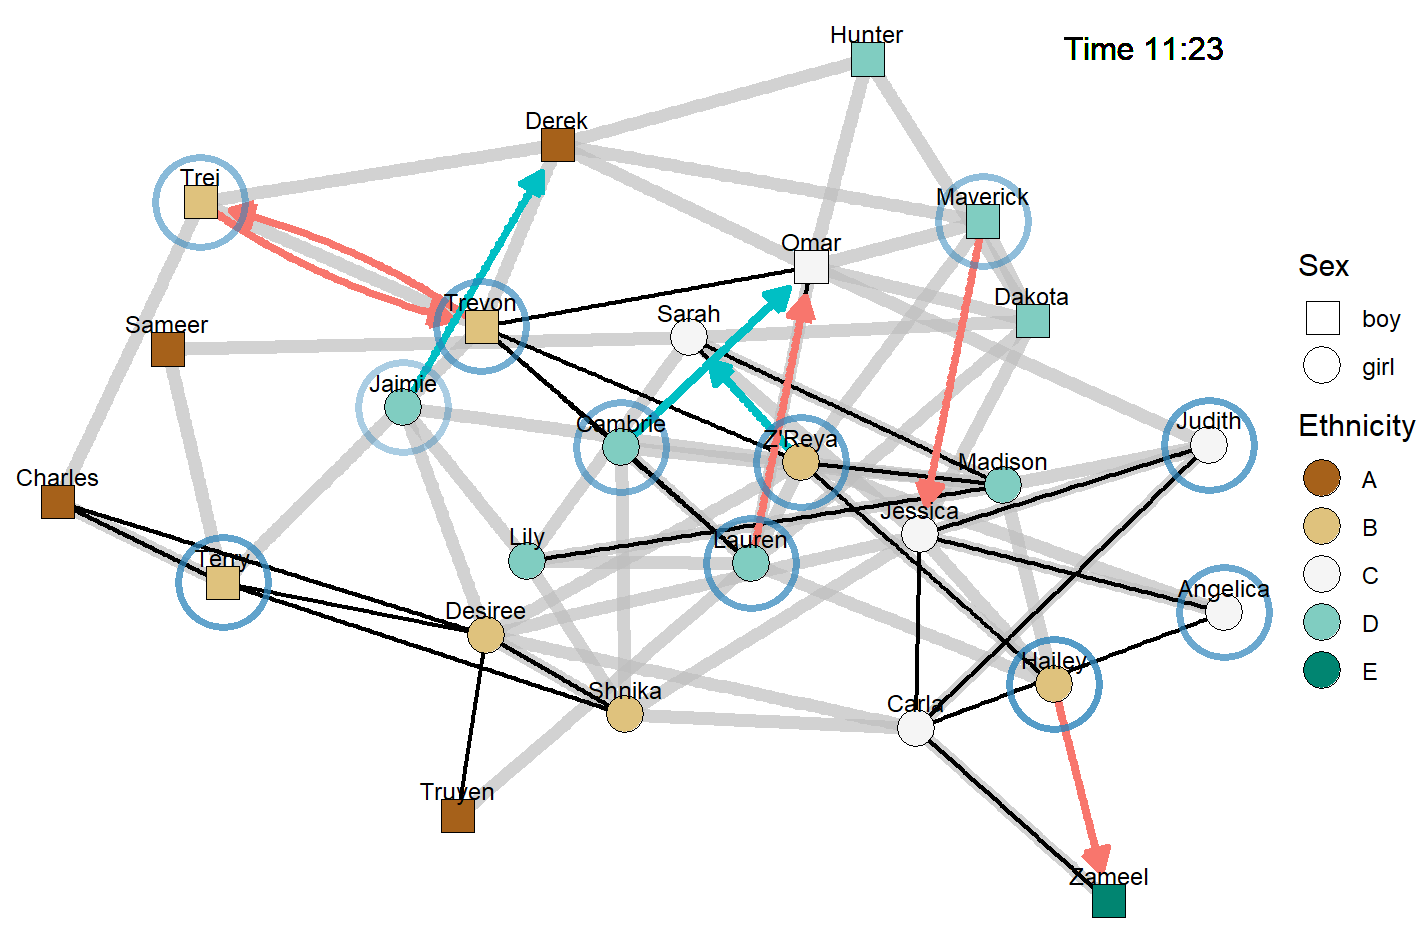 Hunter
Time 11:23
Derek
Trei
Maverick
Omar
Sex
Trevon
Dakota
Sarah
boy
Sameer
girl
Jaimie
Cambrie
Judith
Ethnicity
Z'Reya
Madison
Charles
A
Jessica
B
Lily
Lauren
Terry
C
Angelica
Desiree
D
Hailey
E
Shnika
Carla
Truyen
Zameel